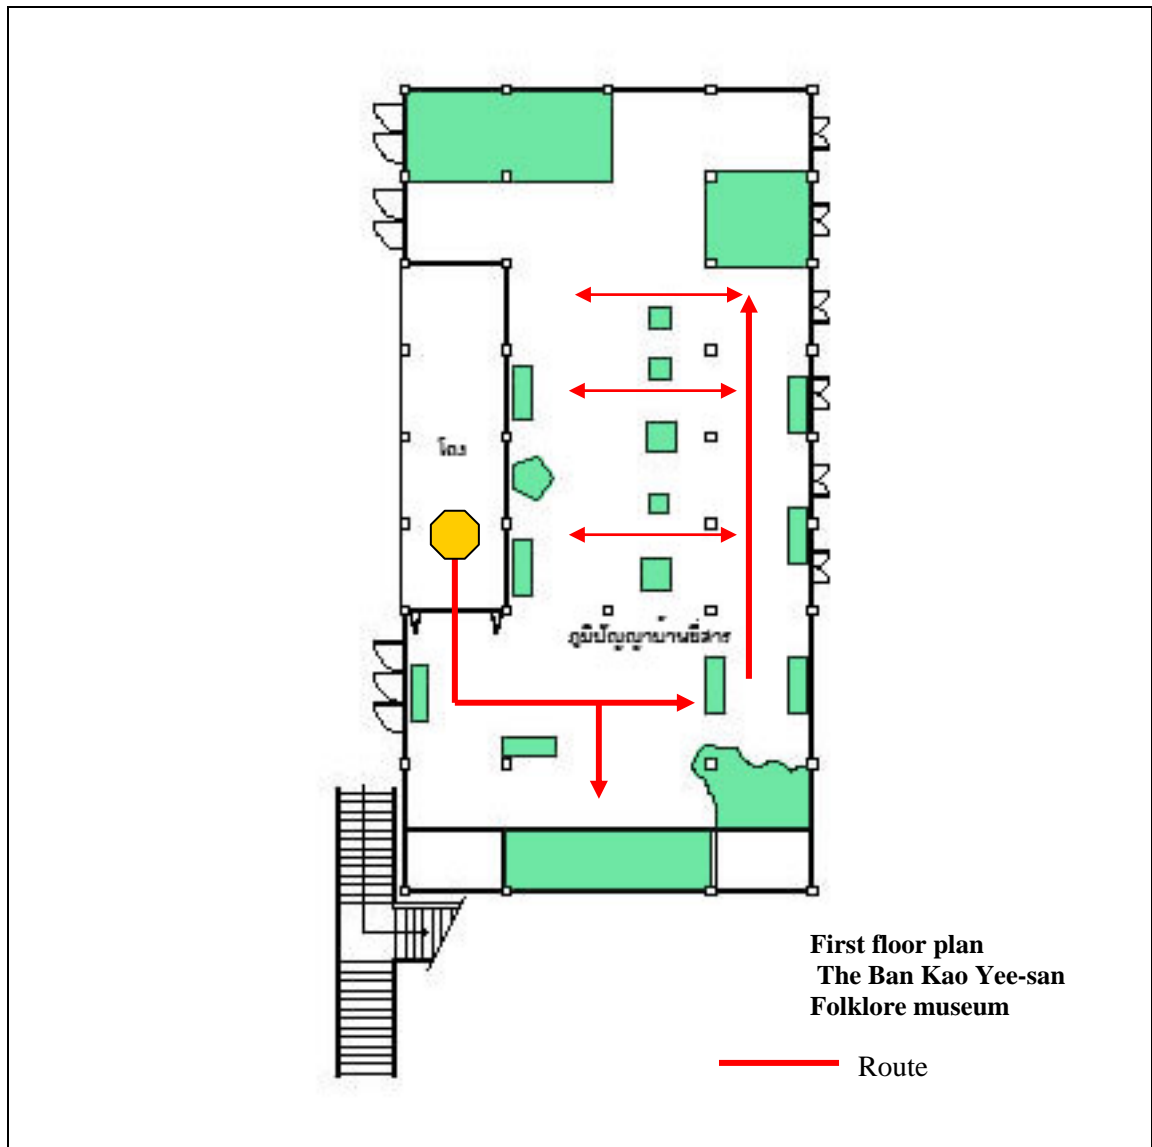 โถง
ภูมิปัญญาบ้านยี่สาร
First floor plan
The Ban Kao Yee-san
Folklore museum
Route